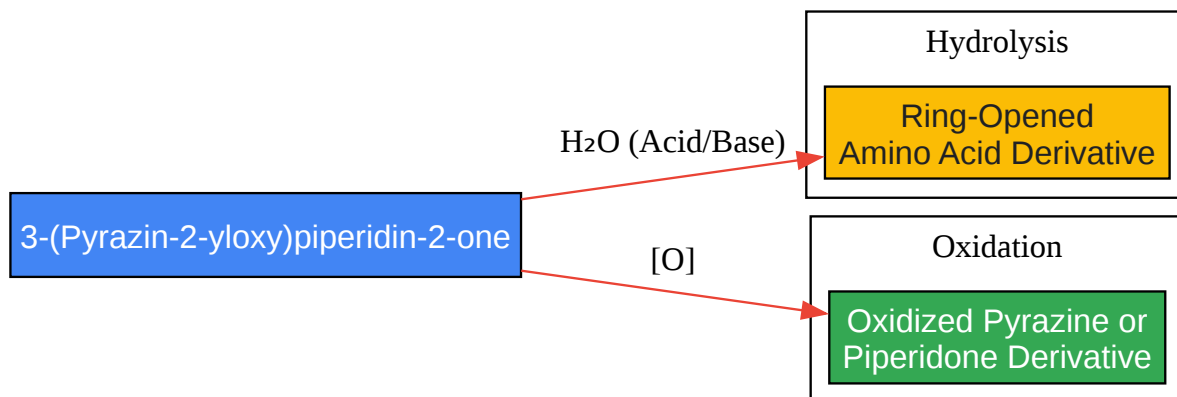 Hydrolysis
Ring-Opened
Amino Acid Derivative
H₂O (Acid/Base)
3-(Pyrazin-2-yloxy)piperidin-2-one
[O]
Oxidation
Oxidized Pyrazine or
Piperidone Derivative